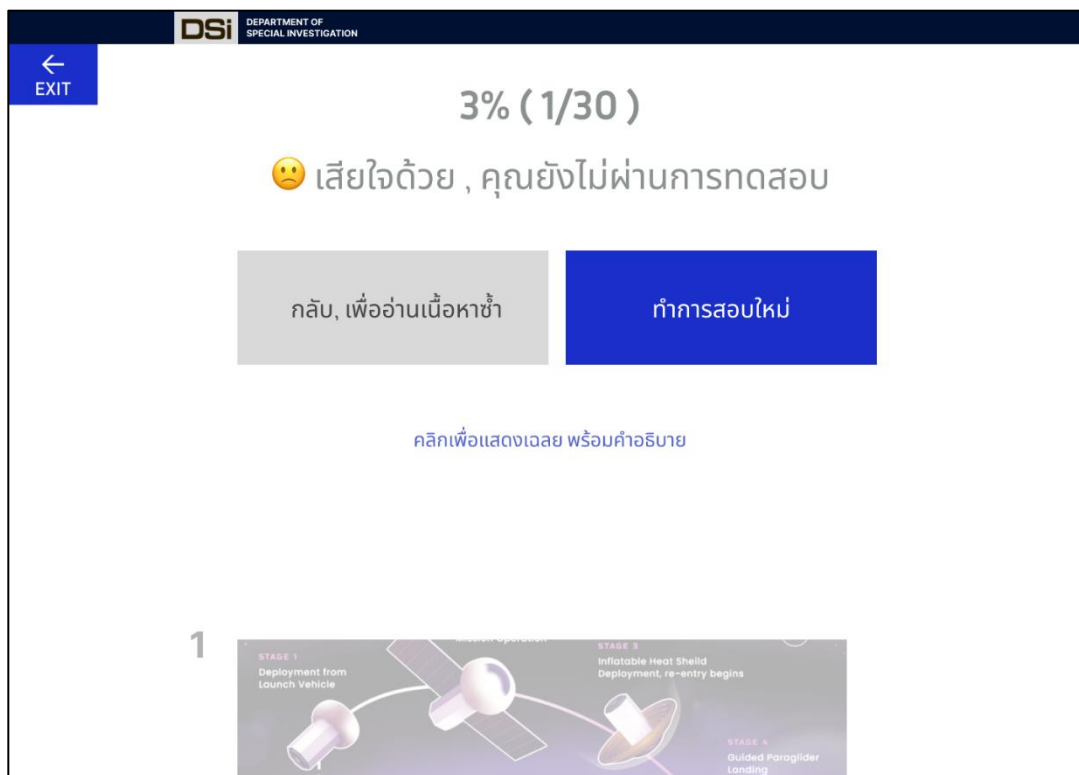 DSi DEPARTMENT OF
SPECIAL INVESTIGATION
←
EXIT
3% ( 1/30 )
🙁 เสียใจด้วย , คุณยังไม่ผ่านการทดสอบ
กลับ, เพื่ออ่านเนื้อหาซ้ำ
ทำการสอบใหม่
คลิกเพื่อแสดงเฉลย พร้อมคำอธิบาย
1
Mission Operation
STAGE 1
Deployment from
Launch Vehicle
STAGE 3
Inflatable Heat Sheild
Deployment, re-entry begins
STAGE 4
Guided Paraglider
Landing